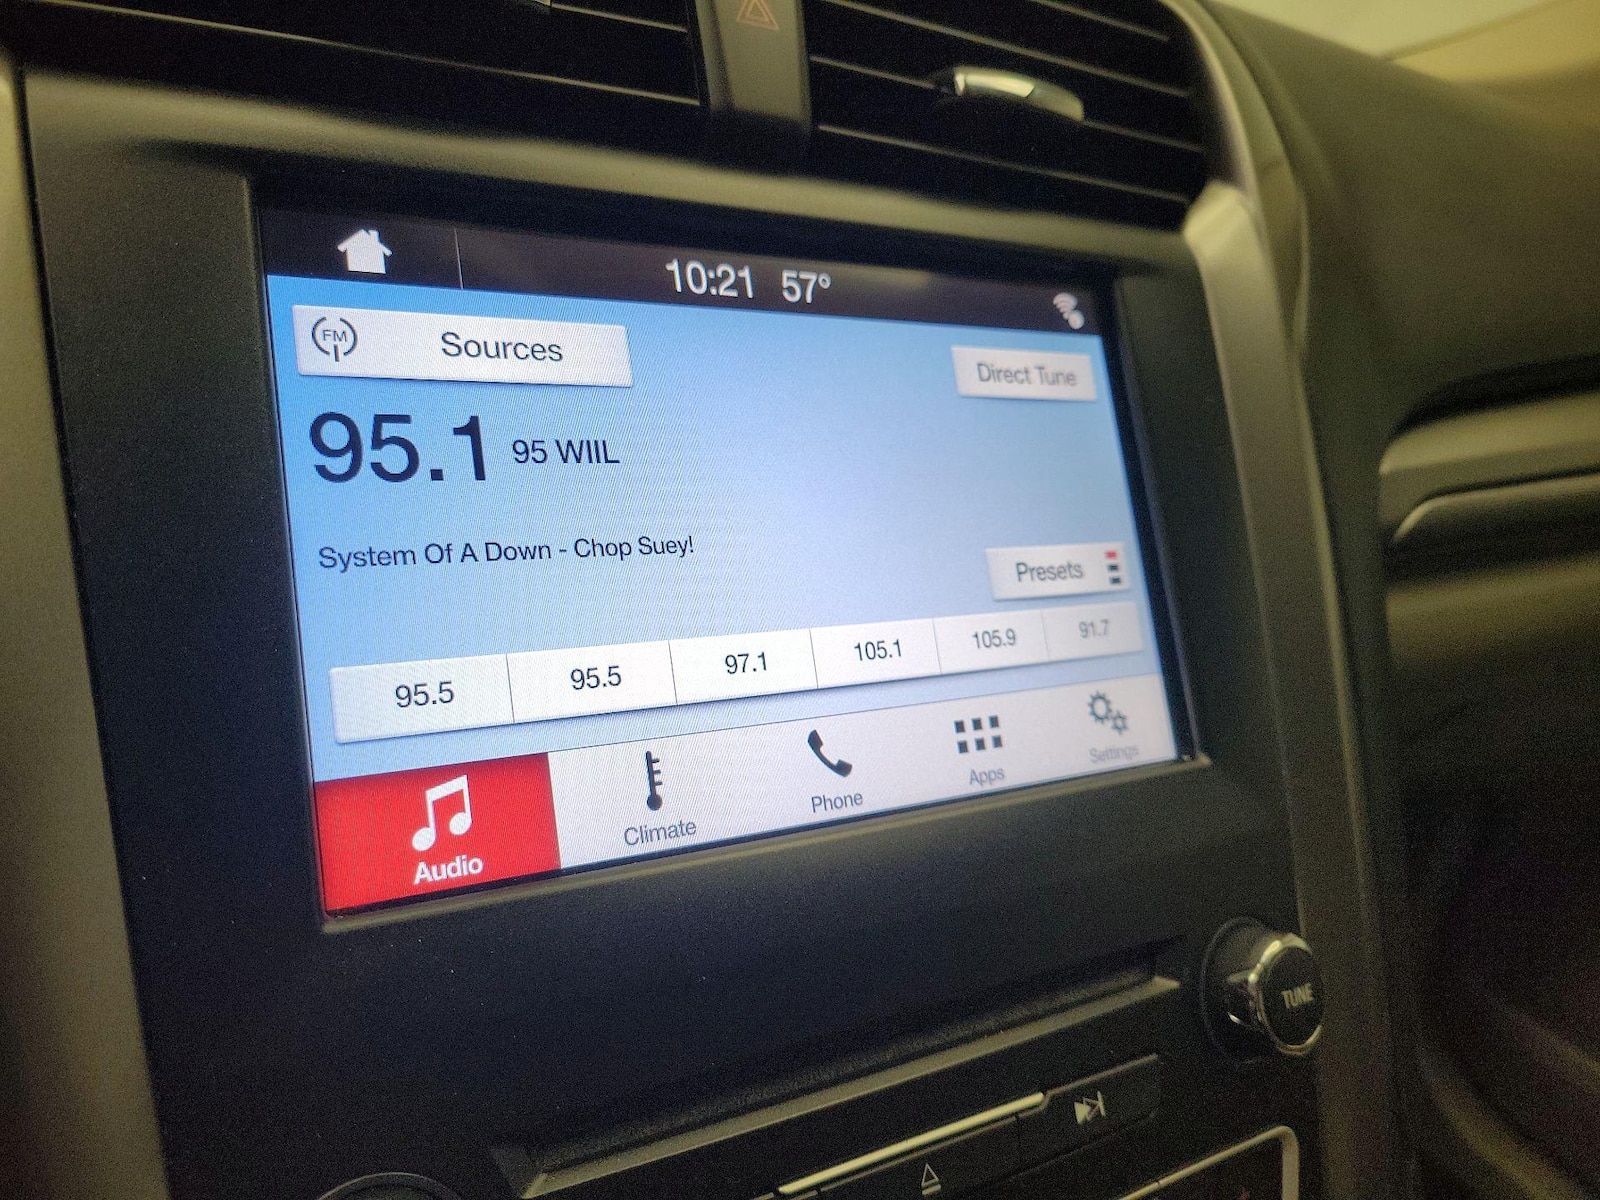 10:21 57°
FM Sources
Direct Tune
95.1 95 WIIL
System Of A Down - Chop Suey!
Presets
95.5 95.5 97.1 105.1 105.9 91.7
Audio Climate Phone Apps Settings
TUNE